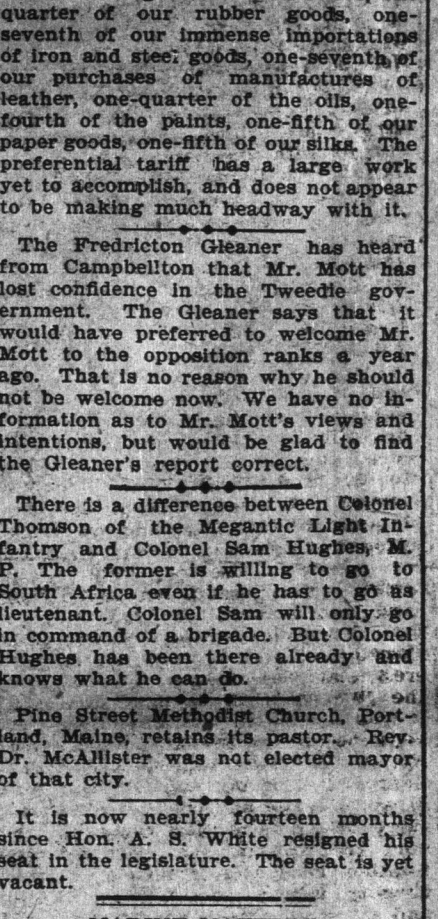 quarter of our rubber goods, one-
seventh of our immense importations
of iron and steel goods, one-seventh of
our purchases of manufactures of
leather, one-quarter of the oils, one-
fourth of the paints, one-fifth of our
paper goods, one-fifth of our silks. The
preferential tariff has a large work
yet to accomplish, and does not appear
to be making much headway with it.
The Fredricton Gleaner has heard
from Campbellton that Mr. Mott has
lost confidence in the Tweedie gov-
ernment. The Gleaner says that it
would have preferred to welcome Mr.
Mott to the opposition ranks a year
ago. That is no reason why he should
not be welcome now. We have no in-
formation as to Mr. Mott's views and
intentions, but would be glad to find
the Gleaner's report correct.
There is a difference between Colonel
Thomson of the Megantic Light In-
fantry and Colonel Sam Hughes, M.
P. The former is willing to go to
South Africa even if he has to go as
lieutenant. Colonel Sam will only go
in command of a brigade. But Colonel
Hughes has been there already and
knows what he can do.
Pine Street Methodist Church, Port-
land, Maine, retains its pastor. Rev.
Dr. McAllister was not elected mayor
of that city.
It is now nearly fourteen months
since Hon. A. S. White resigned his
seat in the legislature. The seat is yet
vacant.